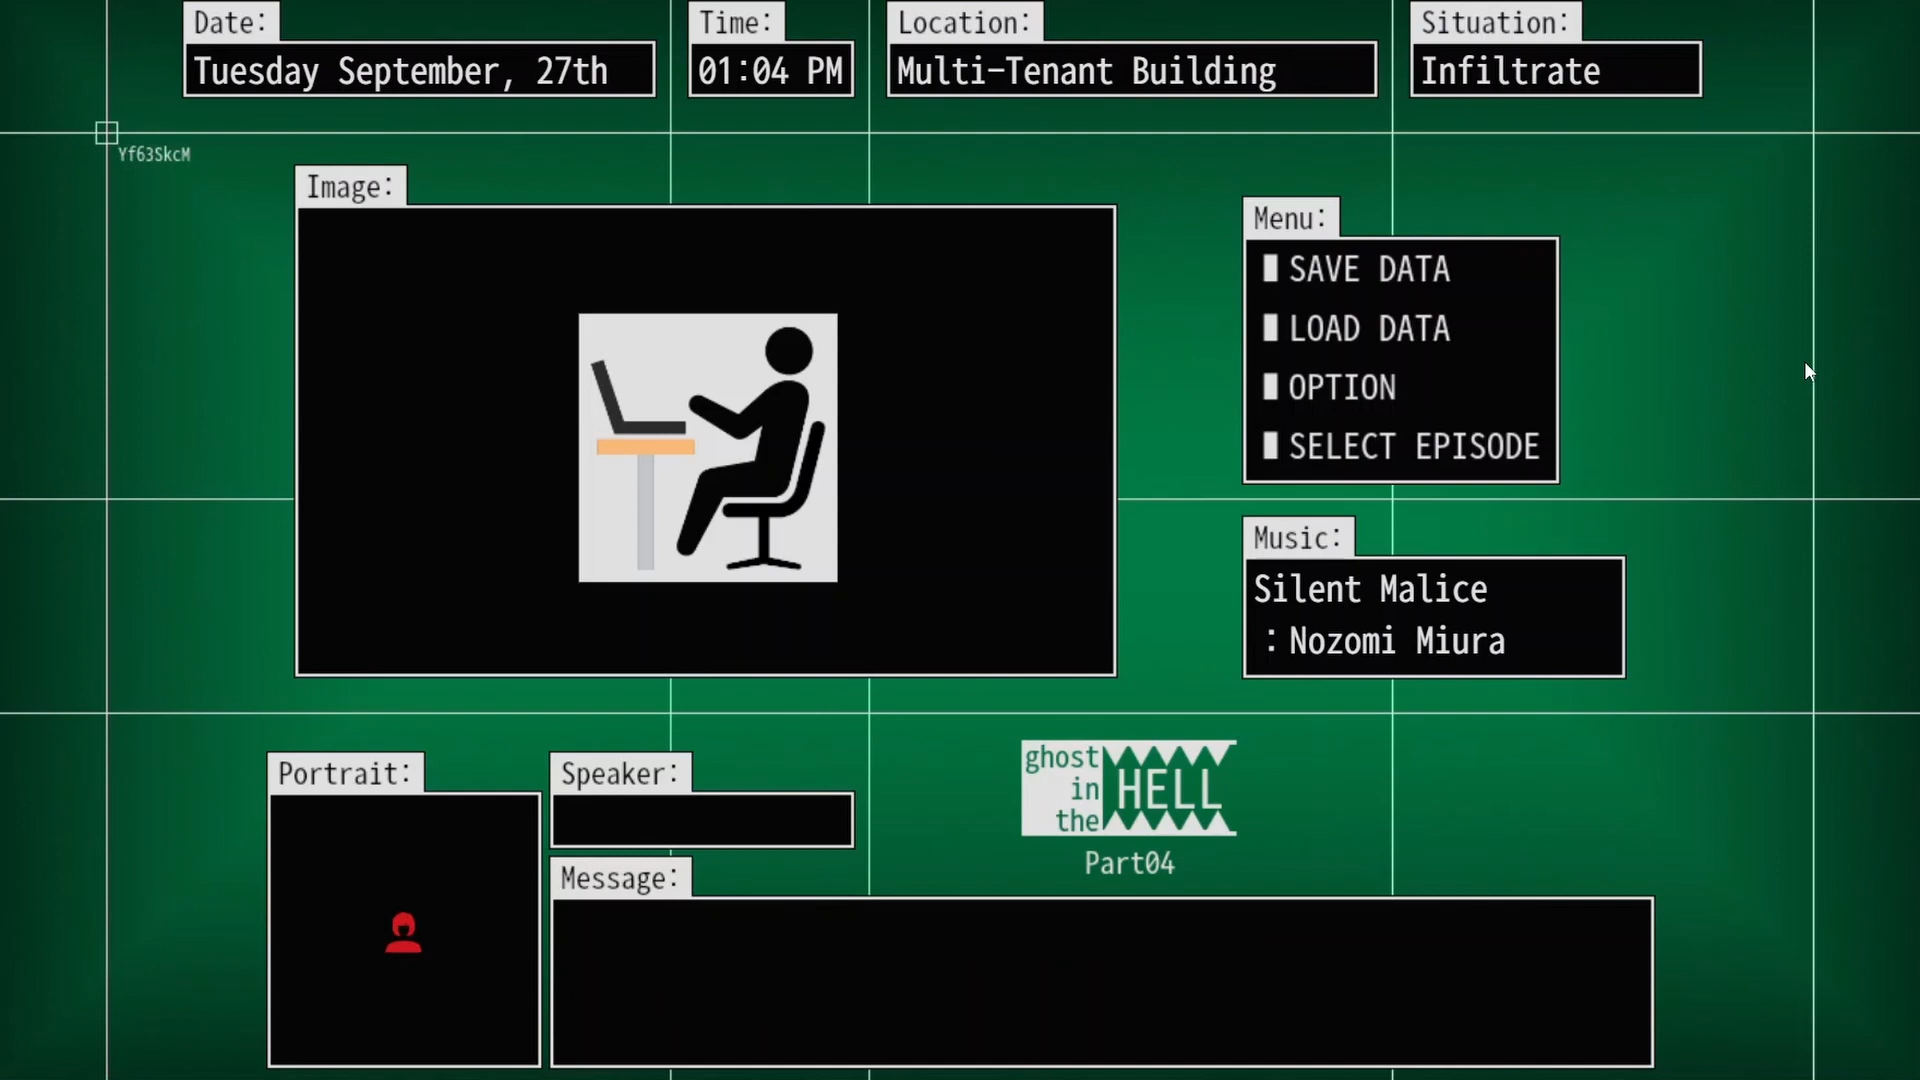 Date:
Tuesday September, 27th
Time:
01:04 PM
Location:
Multi-Tenant Building
Situation:
Infiltrate
Yf63SkcM
Image:
Menu:
SAVE DATA
LOAD DATA
OPTION
SELECT EPISODE
Music:
Silent Malice
:Nozomi Miura
Portrait:
Speaker:
Message:
ghost
in
the
HELL
Part04